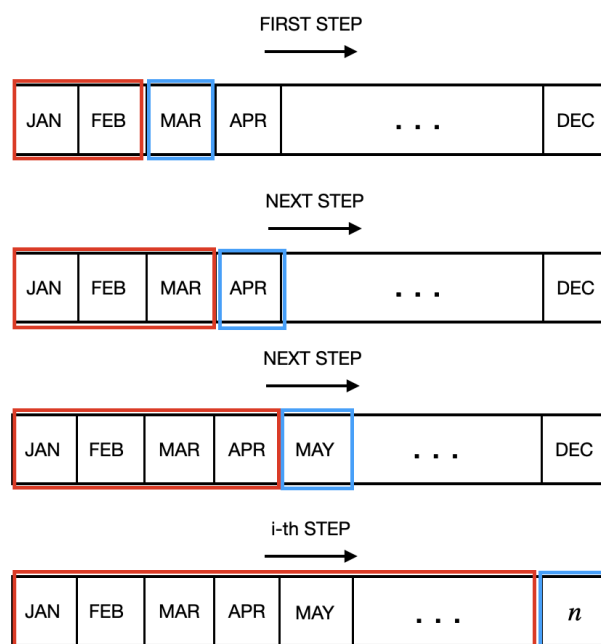 FIRST STEP
JAN FEB MAR APR ... DEC
NEXT STEP
JAN FEB MAR APR ... DEC
NEXT STEP
JAN FEB MAR APR MAY ... DEC
i-th STEP
JAN FEB MAR APR MAY ... n